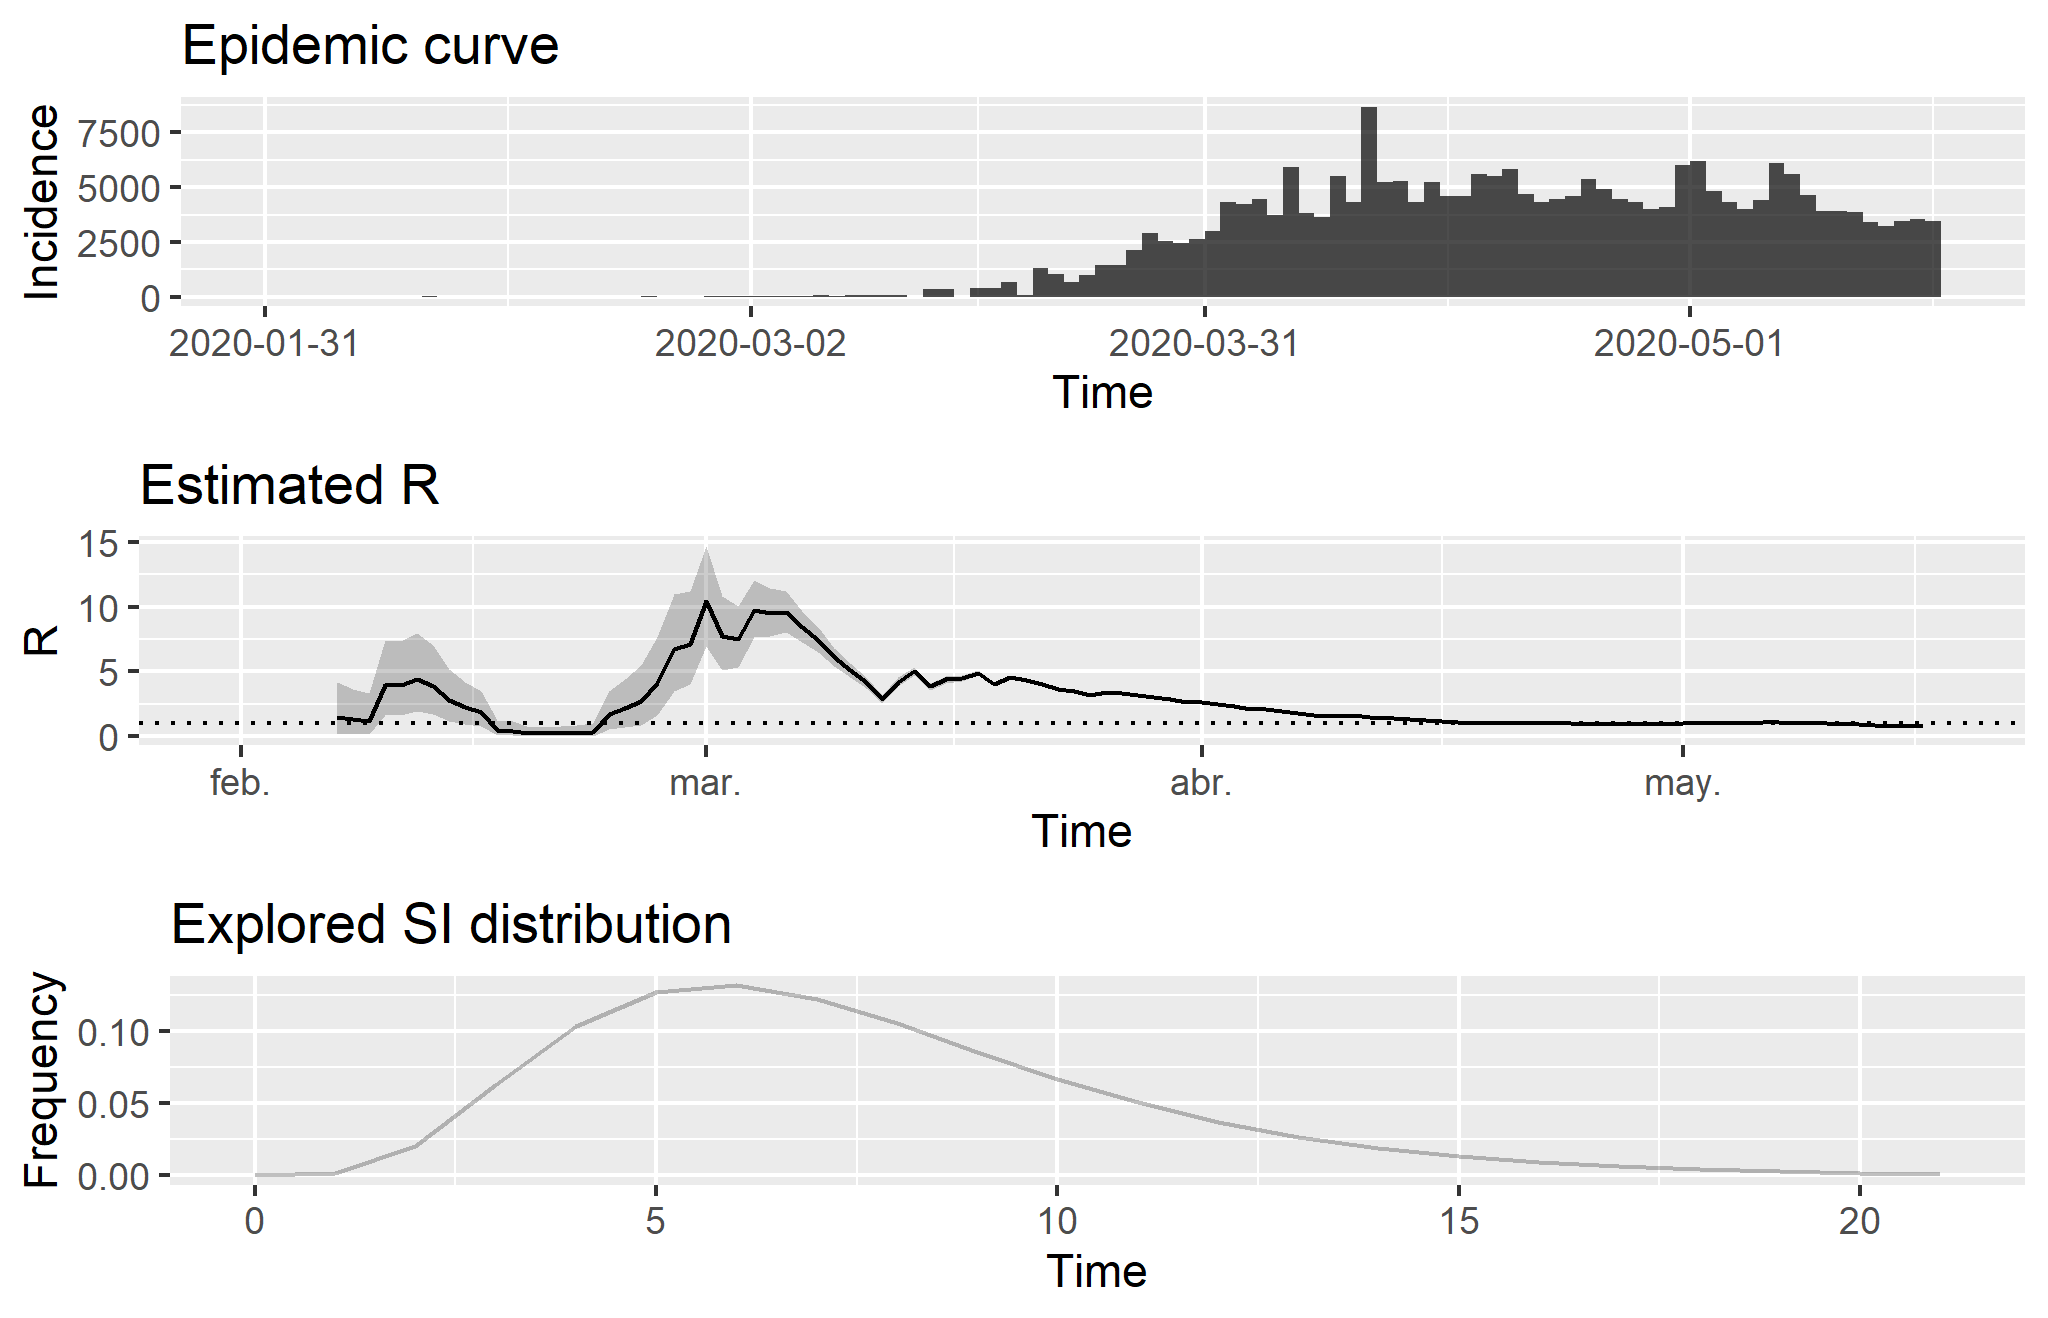 Epidemic curve
Incidence
7500
5000
2500
0
2020-01-31 2020-03-02 2020-03-31 2020-05-01
Time
Estimated R
R
15
10
5
0
feb. mar. abr. may.
Time
Explored SI distribution
Frequency
0.10
0.05
0.00
0 5 10 15 20
Time